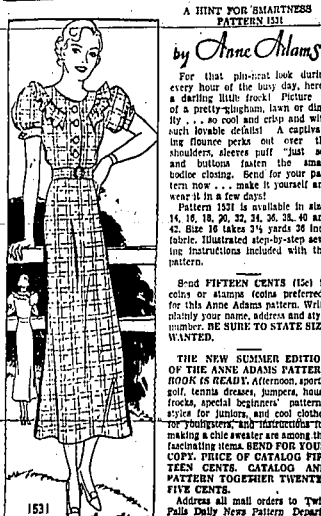 A HINT FOR SMARTNESS
PATTERN 1531
by Anne Adams
For that pin-neat look durin
every hour of the busy day, here
a darling little frock! Picture
of a pretty gingham, lawn or dim
ity . . . so cool and crisp and wit
such lovable details! A captiva
ing flounce perks out over th
shoulders, sleeves puff "just so
and buttons fasten the sma
bodice closing. Send for your pa
tern now . . . make it yourself an
wear it in a few days!
Pattern 1531 is available in siz
14, 16, 18, 20, 32, 34, 36, 38, 40 an
42. Size 16 takes 3¼ yards 36 inc
fabric. Illustrated step-by-step sew
ing instructions included with th
pattern.
Send FIFTEEN CENTS (15c) i
coins or stamps (coins preferred
for this Anne Adams pattern. Writ
plainly your name, address and sty
number. BE SURE TO STATE SIZ
WANTED.
THE NEW SUMMER EDITIO
OF THE ANNE ADAMS PATTER
BOOK IS READY. Afternoon, sport
golf, tennis dresses, jumpers, hous
frocks, special beginners' pattern
styles for juniors, and cool clothe
for youngsters, and instructions fo
making a chic sweater are among th
fascinating items. SEND FOR YOU
COPY. PRICE OF CATALOG FIF
TEEN CENTS. CATALOG AN
PATTERN TOGETHER TWENTY
FIVE CENTS.
Address all mail orders to Tw
Falls Daily News Pattern Depart
1531